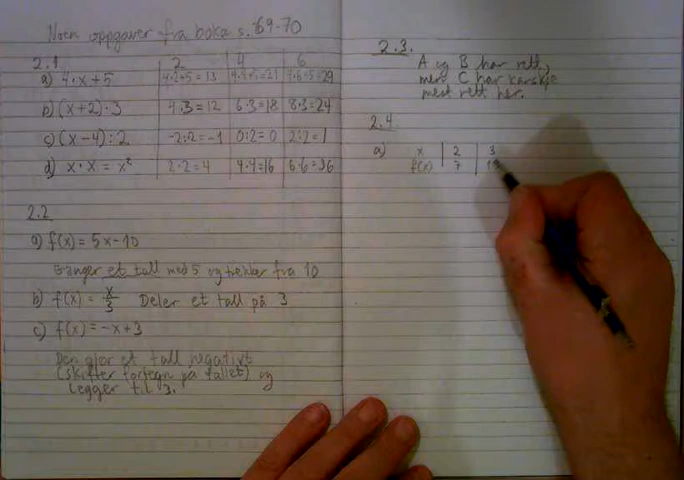 Noen oppgaver fra boka s. 69-70
2.1 2 4 6
a) 4·x+5 4·2+5=13 4·4+5=21 4·6+5=29
b) (x+2)·3 4·3=12 6·3=18 8·3=24
c) (x-4):2 -2:2=-1 0:2=0 2:2=1
d) x·x = x² 2·2=4 4·4=16 6·6=36
2.2
a) f(x) = 5x-10
Ganger et tall med 5 og trekker fra 10
b) f(x) = x/3 Deler et tall på 3
c) f(x) = -x+3
Den gjør et tall negativt
(skifter fortegn på tallet) og
legger til 3.
2.3.
A og B har rett,
men C har kanskje
mest rett her.
2.4
a) x 2 3
f(x) 7